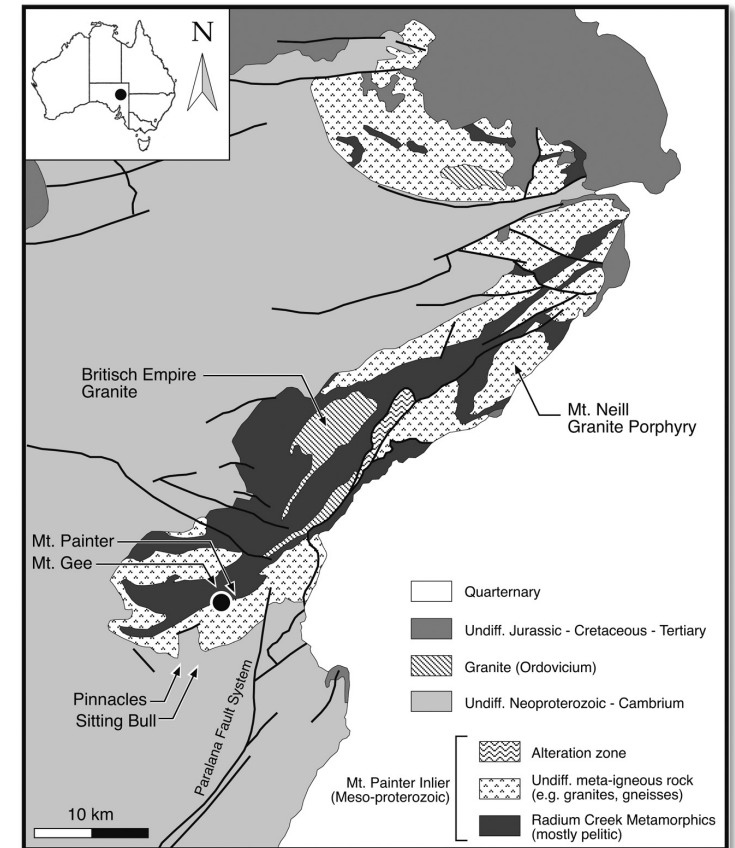 N
Britisch Empire
Granite
Mt. Neill
Granite Porphyry
Mt. Painter
Mt. Gee
Pinnacles
Sitting Bull
Paralana Fault System
10 km
Quarternary
Undiff. Jurassic - Cretaceous - Tertiary
Granite (Ordovicium)
Undiff. Neoproterozoic - Cambrium
Mt. Painter Inlier
(Meso-proterozoic)
Alteration zone
Undiff. meta-igneous rock
(e.g. granites, gneisses)
Radium Creek Metamorphics
(mostly pelitic)